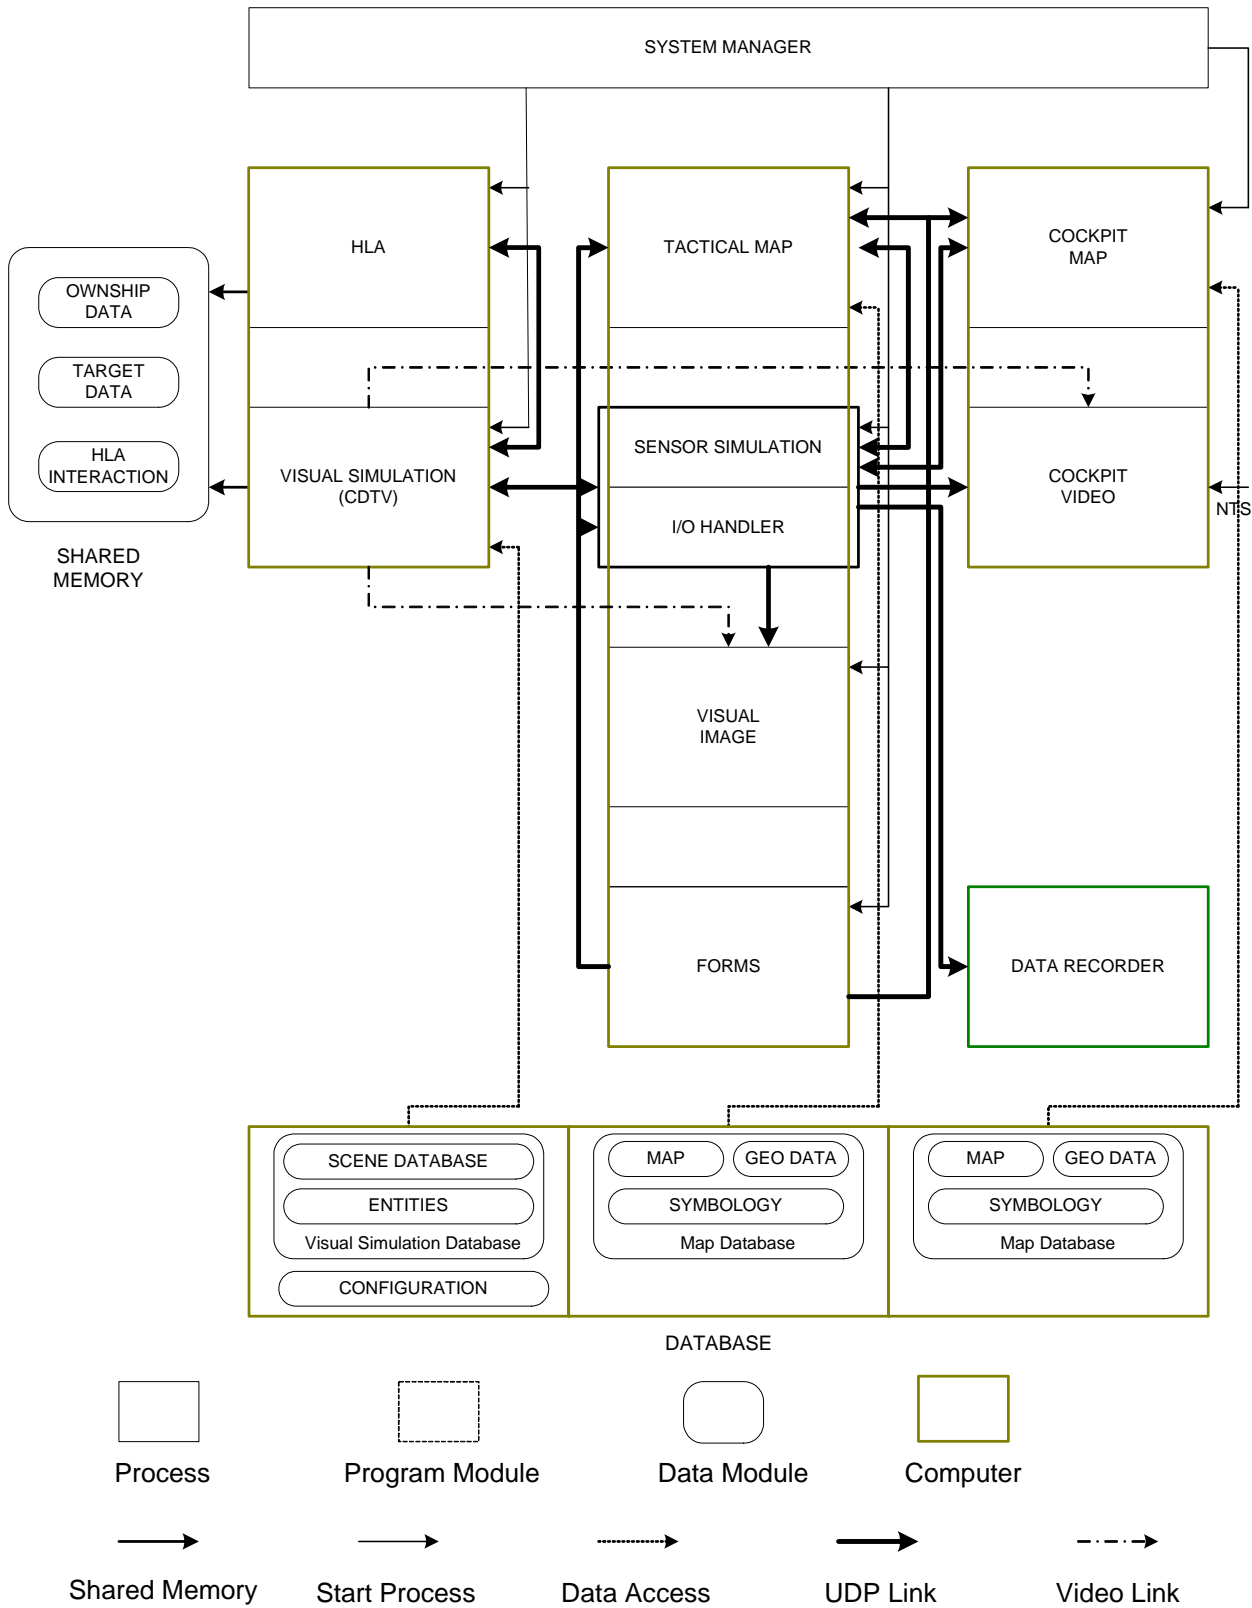 SYSTEM MANAGER
HLA
TACTICAL MAP
COCKPIT
MAP
OWNSHIP
DATA
TARGET
DATA
HLA
INTERACTION
SHARED
MEMORY
VISUAL SIMULATION
(CDTV)
SENSOR SIMULATION
I/O HANDLER
COCKPIT
VIDEO
NTS
VISUAL
IMAGE
FORMS
DATA RECORDER
SCENE DATABASE
ENTITIES
Visual Simulation Database
CONFIGURATION
MAP
GEO DATA
SYMBOLOGY
Map Database
MAP
GEO DATA
SYMBOLOGY
Map Database
DATABASE
Process
Program Module
Data Module
Computer
Shared Memory
Start Process
Data Access
UDP Link
Video Link